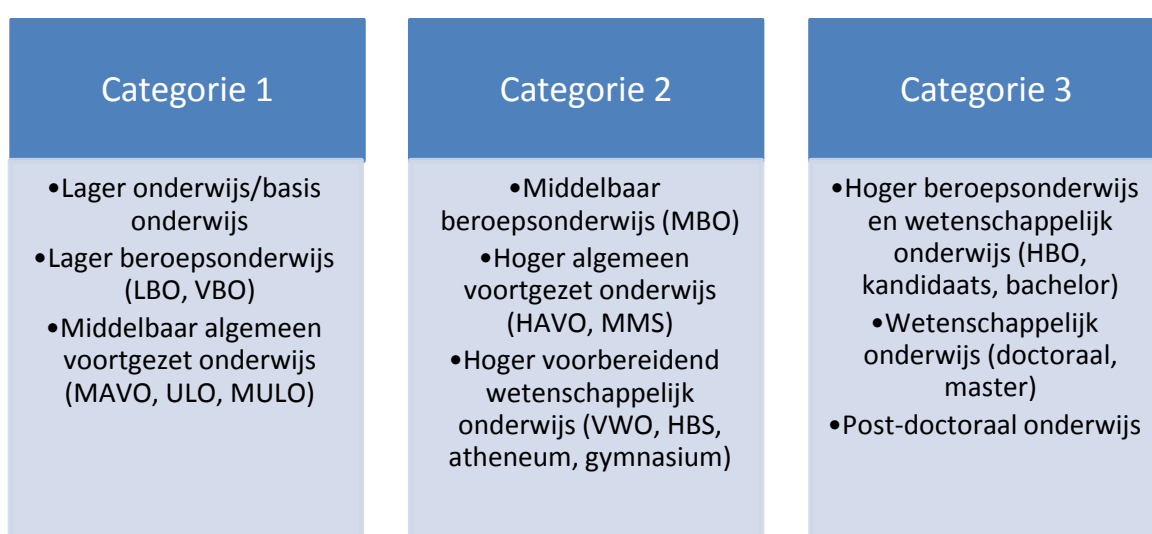 Categorie 1
•Lager onderwijs/basis
onderwijs
•Lager beroepsonderwijs
(LBO, VBO)
•Middelbaar algemeen
voortgezet onderwijs
(MAVO, ULO, MULO)
Categorie 2
•Middelbaar
beroepsonderwijs (MBO)
•Hoger algemeen
voortgezet onderwijs
(HAVO, MMS)
•Hoger voorbereidend
wetenschappelijk
onderwijs (VWO, HBS,
atheneum, gymnasium)
Categorie 3
•Hoger beroepsonderwijs
en wetenschappelijk
onderwijs (HBO,
kandidaats, bachelor)
•Wetenschappelijk
onderwijs (doctoraal,
master)
•Post-doctoraal onderwijs